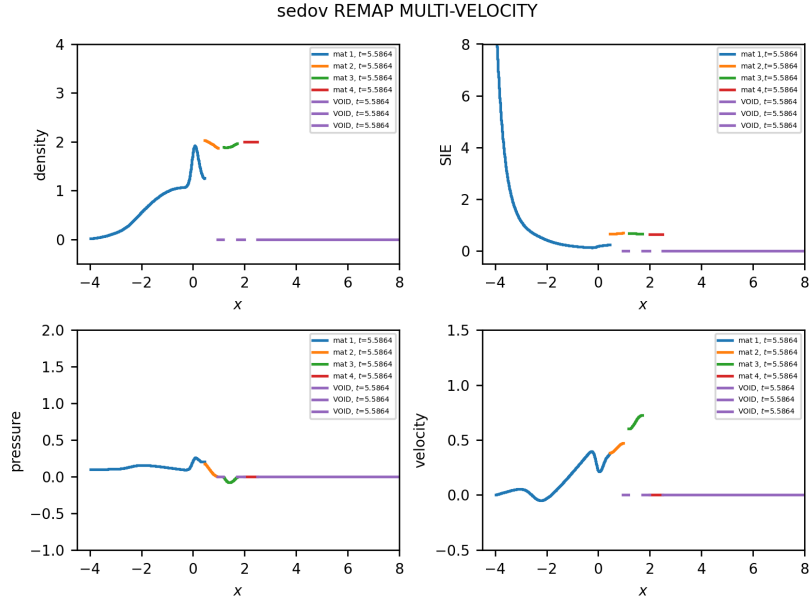 sedov REMAP MULTI-VELOCITY
density
4
3
2
1
0
mat 1, t=5.5864
mat 2, t=5.5864
mat 3, t=5.5864
mat 4, t=5.5864
VOID, t=5.5864
VOID, t=5.5864
VOID, t=5.5864
−4 −2 0 2 4 6 8
x
SIE
8
6
4
2
0
mat 1,t=5.5864
mat 2,t=5.5864
mat 3,t=5.5864
mat 4,t=5.5864
VOID, t=5.5864
VOID, t=5.5864
VOID, t=5.5864
−4 −2 0 2 4 6 8
x
pressure
2.0
1.5
1.0
0.5
0.0
−0.5
−1.0
mat 1, t=5.5864
mat 2, t=5.5864
mat 3, t=5.5864
mat 4, t=5.5864
VOID, t=5.5864
VOID, t=5.5864
VOID, t=5.5864
−4 −2 0 2 4 6 8
x
velocity
1.5
1.0
0.5
0.0
−0.5
mat 1, t=5.5864
mat 2, t=5.5864
mat 3, t=5.5864
mat 4, t=5.5864
VOID, t=5.5864
VOID, t=5.5864
VOID, t=5.5864
−4 −2 0 2 4 6 8
x